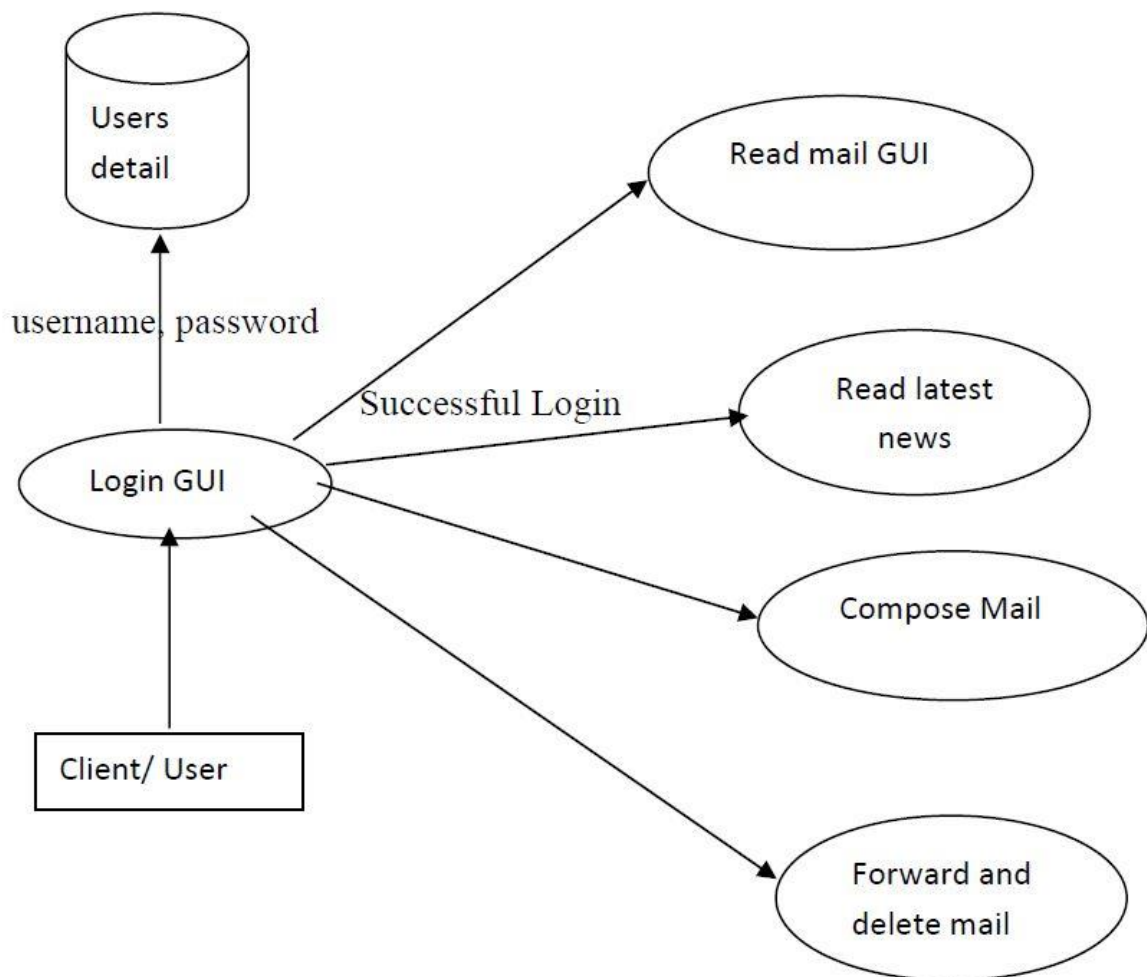 Users
detail
Read mail GUI
username, password
Successful Login
Read latest
news
Login GUI
Compose Mail
Client/ User
Forward and
delete mail